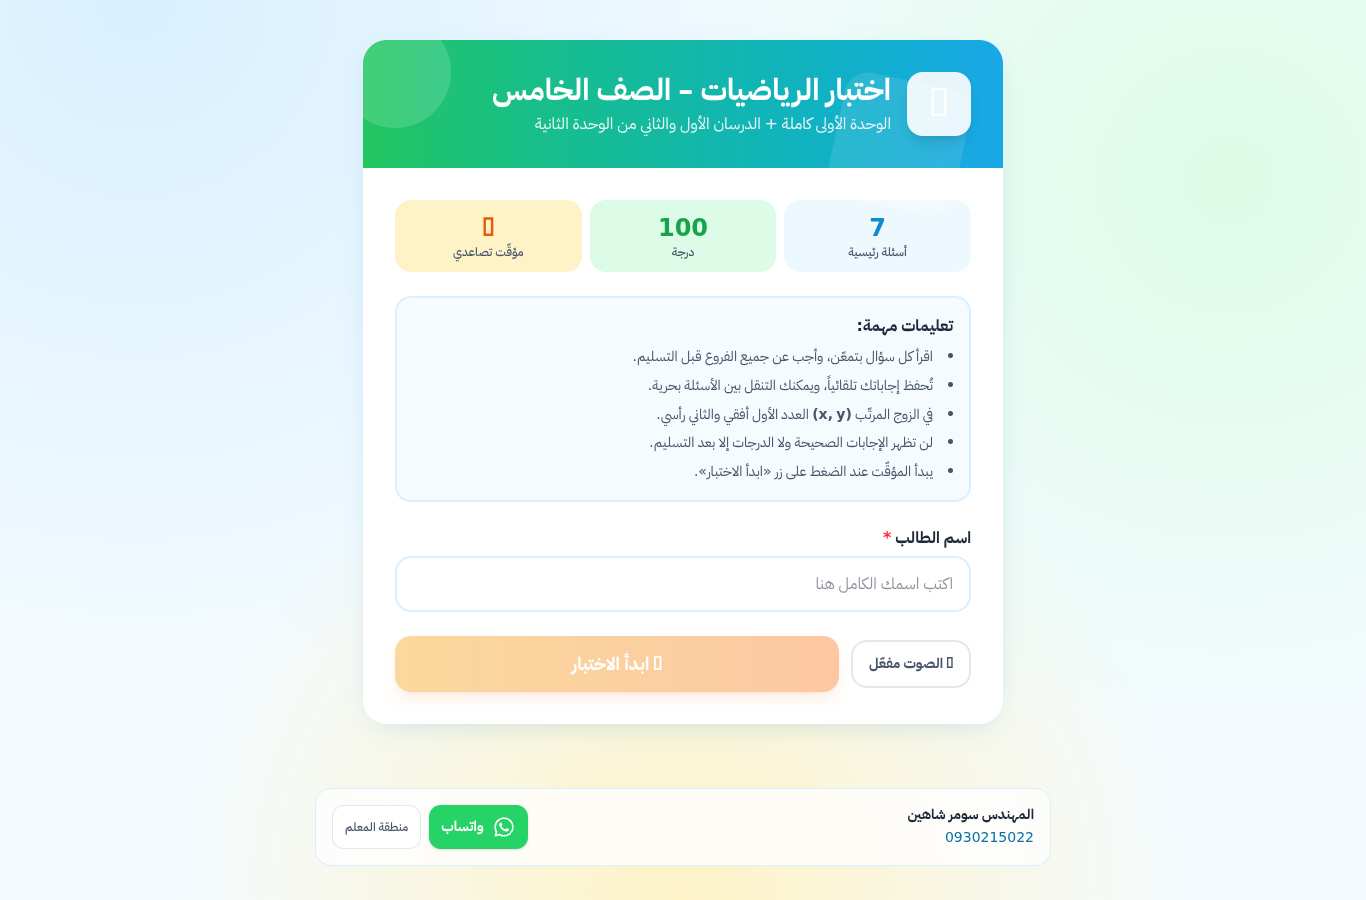 اختبار الرياضيات – الصف الخامس
الوحدة الأولى كاملة + الدرسان الأول والثاني من الوحدة الثانية
7
أسئلة رئيسية
100
درجة
مؤقّت تصاعدي
تعليمات مهمة:
اقرأ كل سؤال بتمعّن، وأجب عن جميع الفروع قبل التسليم.
تُحفظ إجاباتك تلقائياً، ويمكنك التنقل بين الأسئلة بحرية.
في الزوج المرتّب (x, y) العدد الأول أفقي والثاني رأسي.
لن تظهر الإجابات الصحيحة ولا الدرجات إلا بعد التسليم.
يبدأ المؤقّت عند الضغط على زر «ابدأ الاختبار».
اسم الطالب *
اكتب اسمك الكامل هنا
الصوت مفعّل
ابدأ الاختبار
المهندس سومر شاهين
0930215022
واتساب
منطقة المعلم